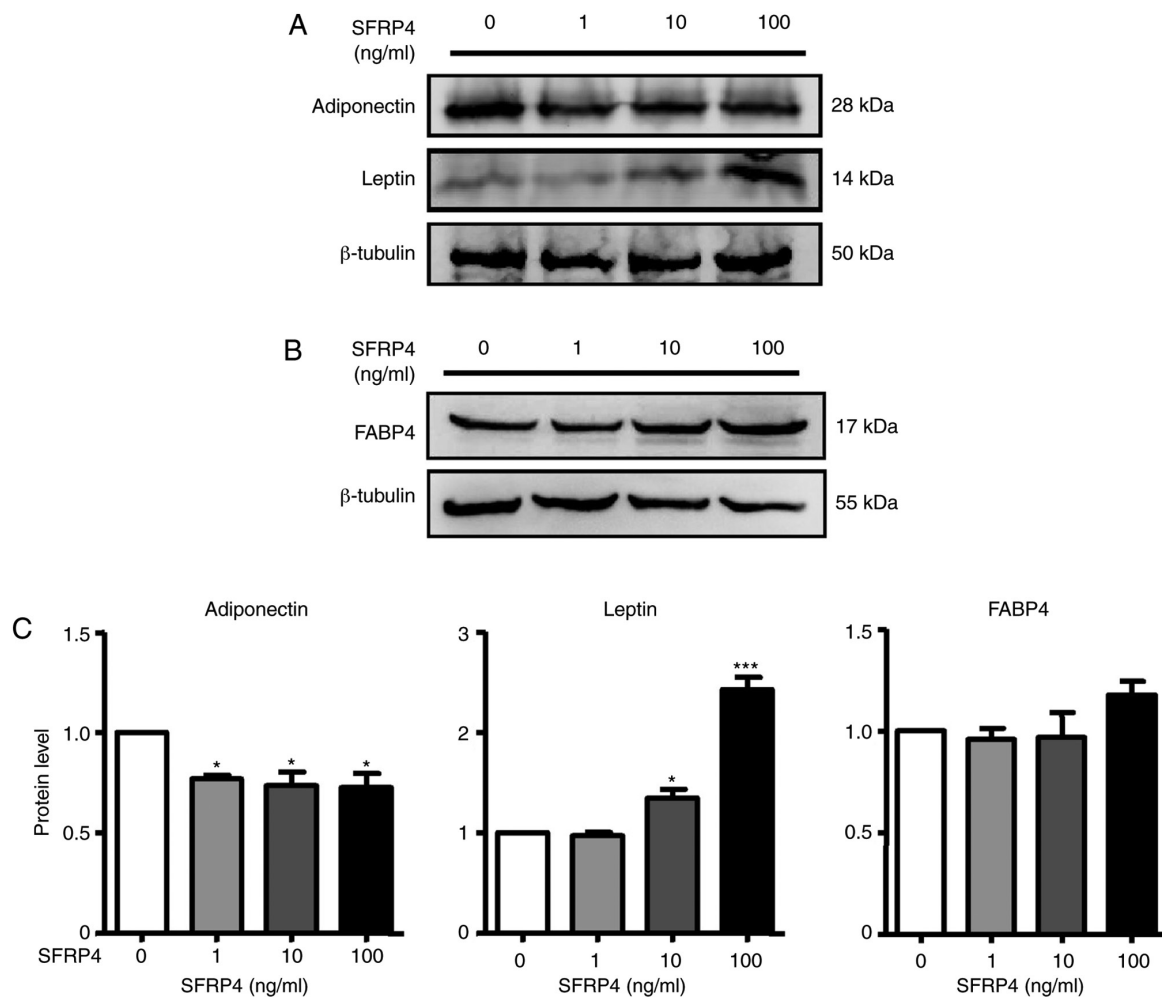 A
SFRP4 0 1 10 100
(ng/ml)
Adiponectin 28 kDa
Leptin 14 kDa
β-tubulin 50 kDa
B
SFRP4 0 1 10 100
(ng/ml)
FABP4 17 kDa
β-tubulin 55 kDa
C
Adiponectin
1.5
1.0
0.5
0
Protein level
* * *
SFRP4 0 1 10 100
SFRP4 (ng/ml)
Leptin
3
2
1
0
* ***
0 1 10 100
SFRP4 (ng/ml)
FABP4
1.5
1.0
0.5
0
0 1 10 100
SFRP4 (ng/ml)